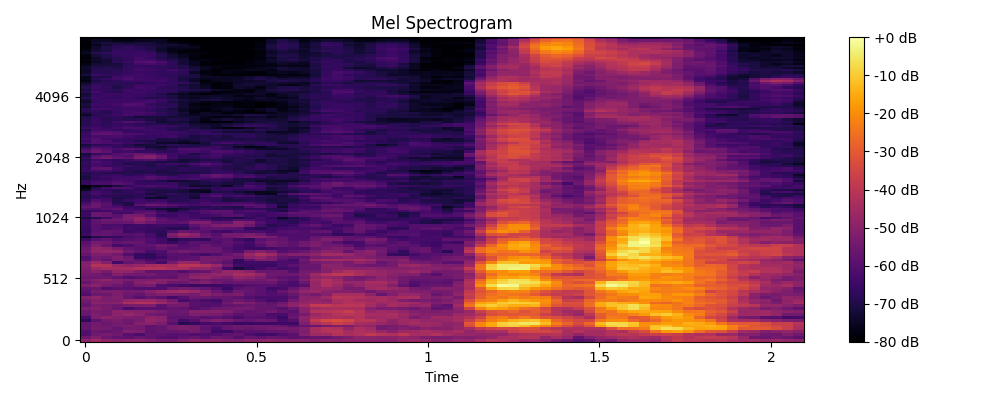 Mel Spectrogram
+0 dB
-10 dB
-20 dB
-30 dB
-40 dB
-50 dB
-60 dB
-70 dB
-80 dB
Hz
4096
2048
1024
512
0
0 0.5 1 1.5 2
Time